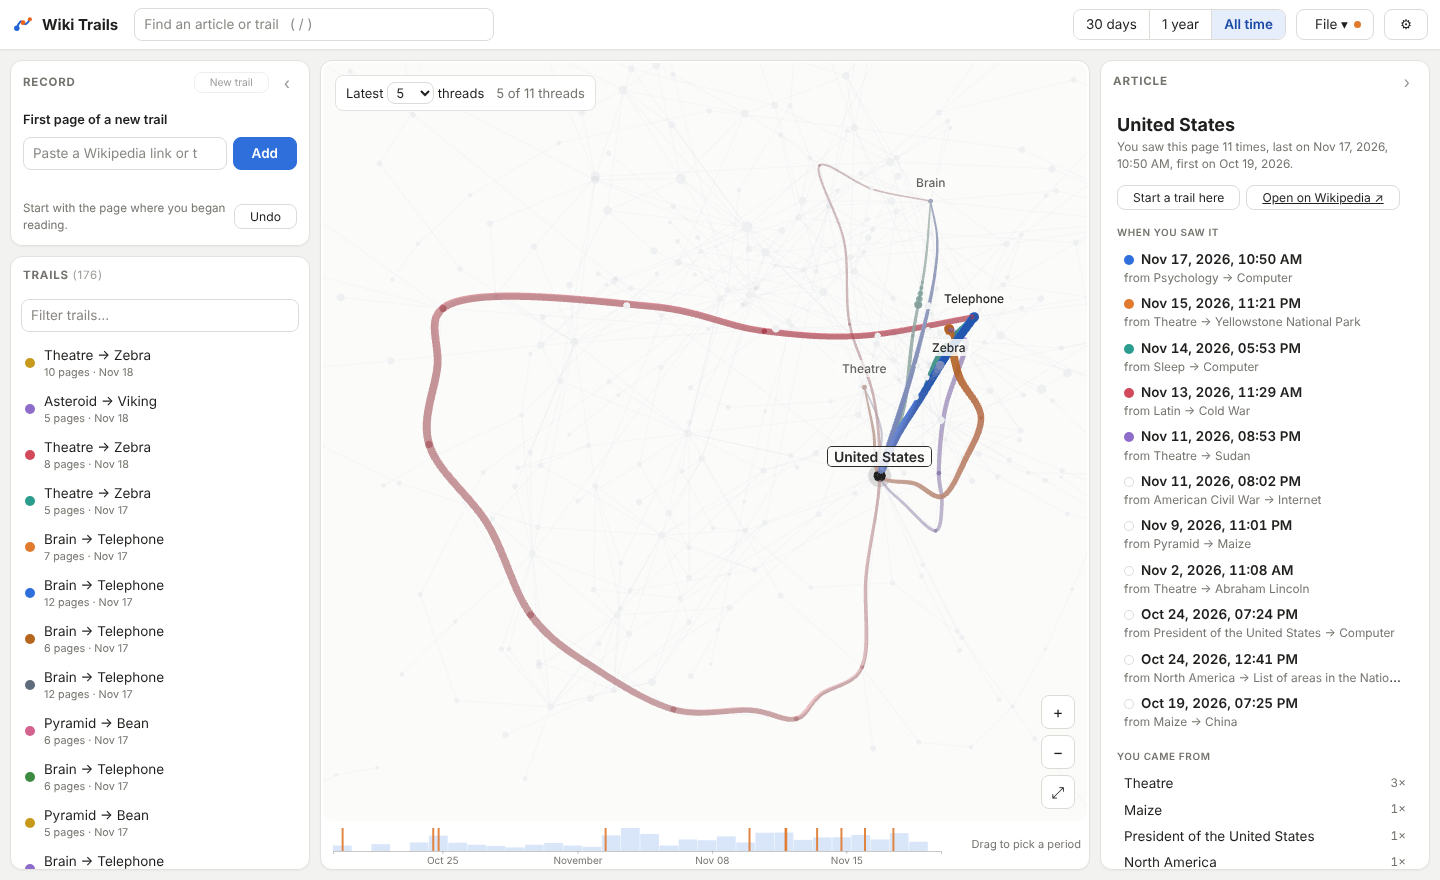 Wiki Trails
Find an article or trail ( / )
30 days
1 year
All time
File ▾
RECORD
New trail
First page of a new trail
Paste a Wikipedia link or t
Add
Start with the page where you began
reading.
Undo
TRAILS (176)
Filter trails...
Theatre → Zebra
10 pages · Nov 18
Asteroid → Viking
5 pages · Nov 18
Theatre → Zebra
8 pages · Nov 18
Theatre → Zebra
5 pages · Nov 17
Brain → Telephone
7 pages · Nov 17
Brain → Telephone
12 pages · Nov 17
Brain → Telephone
6 pages · Nov 17
Brain → Telephone
12 pages · Nov 17
Pyramid → Bean
6 pages · Nov 17
Brain → Telephone
6 pages · Nov 17
Pyramid → Bean
5 pages · Nov 17
Brain → Telephone
Latest 5 threads 5 of 11 threads
Brain
Telephone
Zebra
Theatre
United States
+
−
Oct 25
November
Nov 08
Nov 15
Drag to pick a period
ARTICLE
United States
You saw this page 11 times, last on Nov 17, 2026,
10:50 AM, first on Oct 19, 2026.
Start a trail here
Open on Wikipedia ↗
WHEN YOU SAW IT
Nov 17, 2026, 10:50 AM
from Psychology → Computer
Nov 15, 2026, 11:21 PM
from Theatre → Yellowstone National Park
Nov 14, 2026, 05:53 PM
from Sleep → Computer
Nov 13, 2026, 11:29 AM
from Latin → Cold War
Nov 11, 2026, 08:53 PM
from Theatre → Sudan
Nov 11, 2026, 08:02 PM
from American Civil War → Internet
Nov 9, 2026, 11:01 PM
from Pyramid → Maize
Nov 2, 2026, 11:08 AM
from Theatre → Abraham Lincoln
Oct 24, 2026, 07:24 PM
from President of the United States → Computer
Oct 24, 2026, 12:41 PM
from North America → List of areas in the Natio...
Oct 19, 2026, 07:25 PM
from Maize → China
YOU CAME FROM
Theatre 3×
Maize 1×
President of the United States 1×
North America 1×